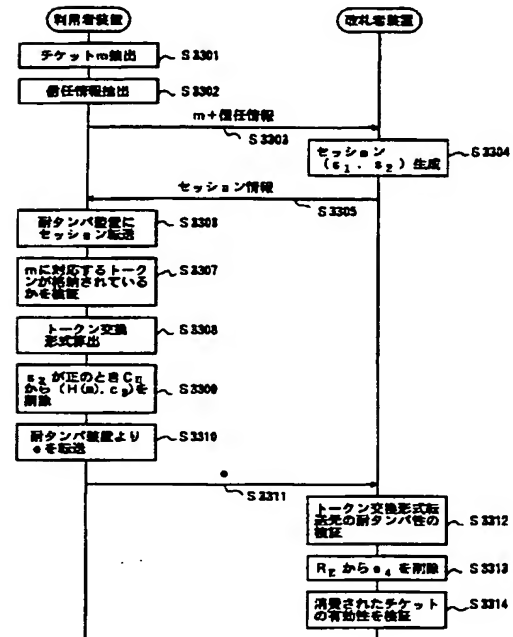 利用者装置
改札者装置
チケットm抽出
S3301
信任情報抽出
S3302
m+信任情報
S3303
セッション
(s₁, s₂)生成
S3304
セッション情報
S3305
耐タンパ装置に
セッション転送
S3306
mに対応するトーク
ンが格納されているか
を検証
S3307
トークン交換
形式算出
S3308
s₂が正のときC_U
から(H(m), c_p)を
削除
S3309
耐タンパ装置より
eを転送
S3310
e
S3311
トークン交換形式転
送元の耐タンパ性の
検証
S3312
R_Eからe₄を削除
S3313
消費されたチケット
の有効性を検証
S3314